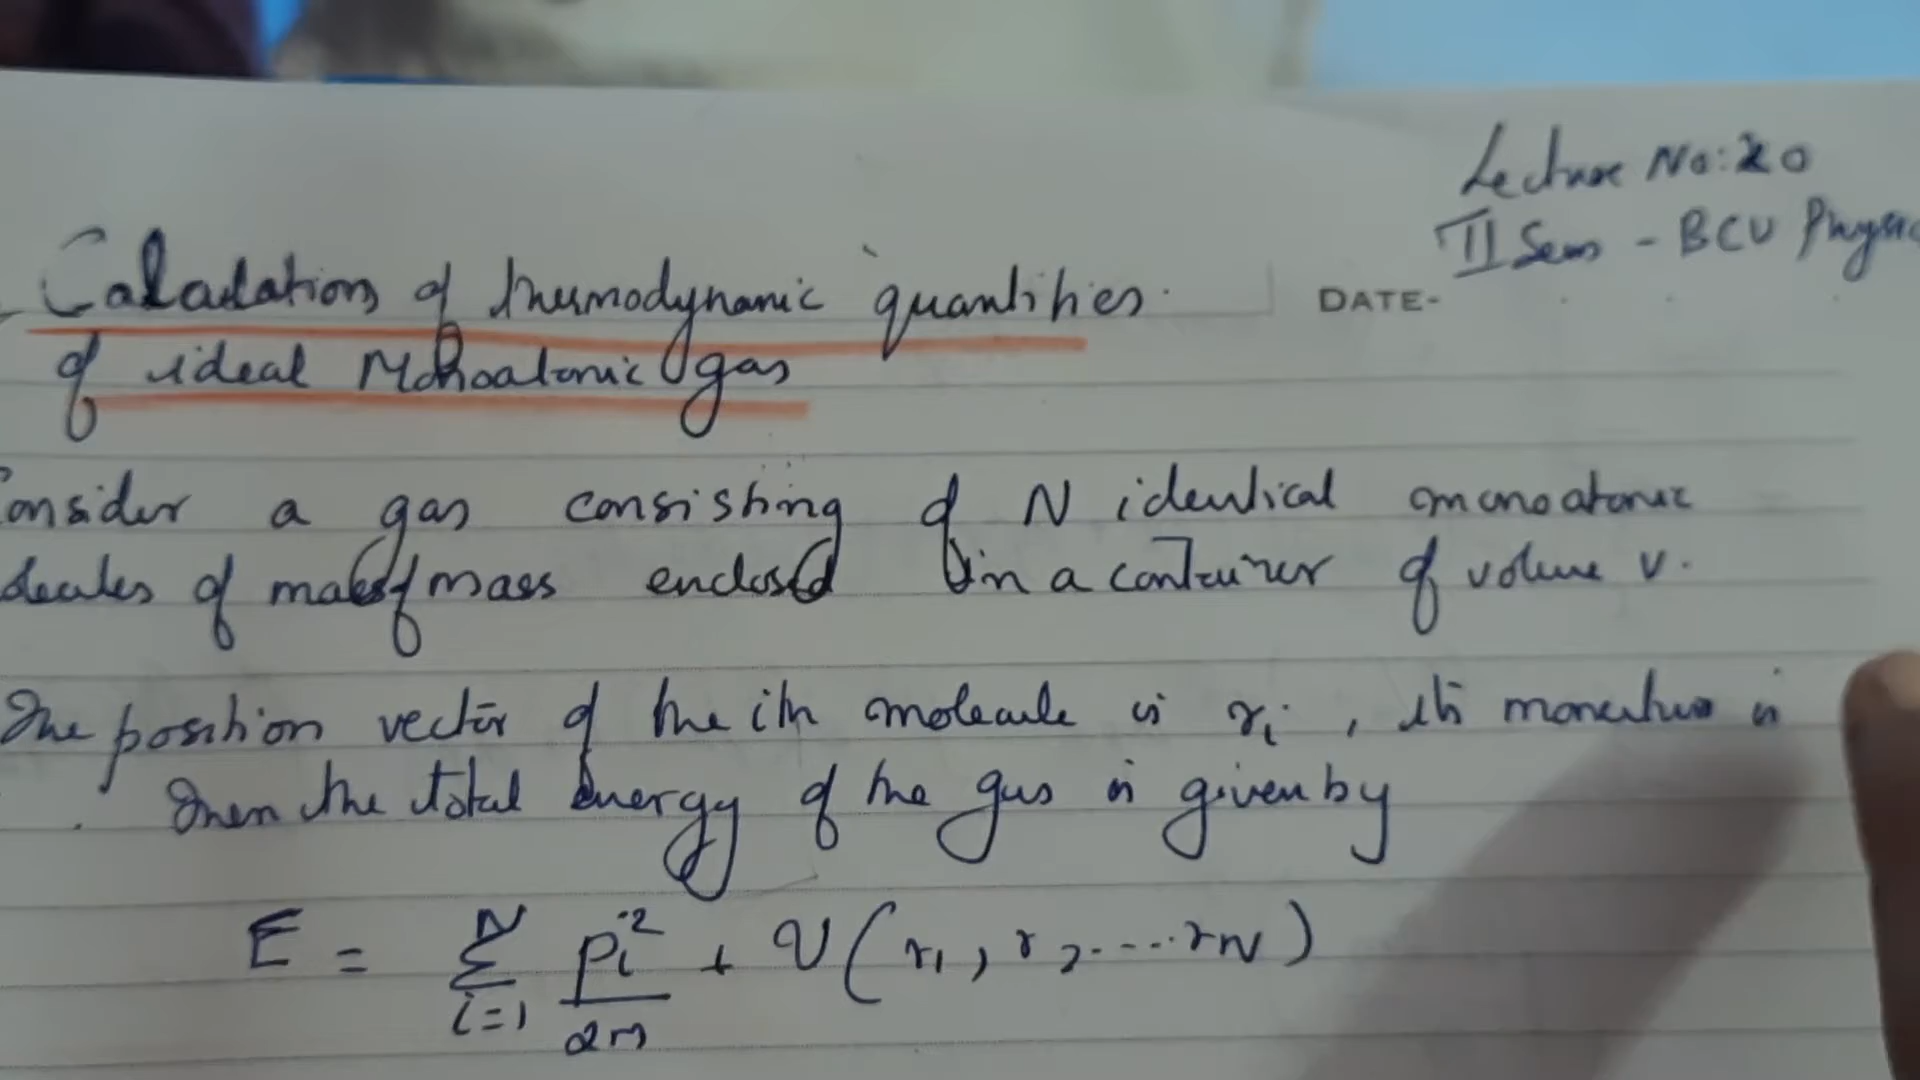 Lecture No: 20
II Sem - BCU Physic
Calculation of thermodynamic quantities
DATE-
of ideal Monoatomic gas
onsider a gas consisting of N identical monoatomic
lecules of mass enclosed in a container of volume V.
The position vector of the ith molecule is ri, its momentum is
. Then the total Energy of the gas is given by
E = Σ_{i=1}^{N} pi²/2m + U(r1, r2,....rN)